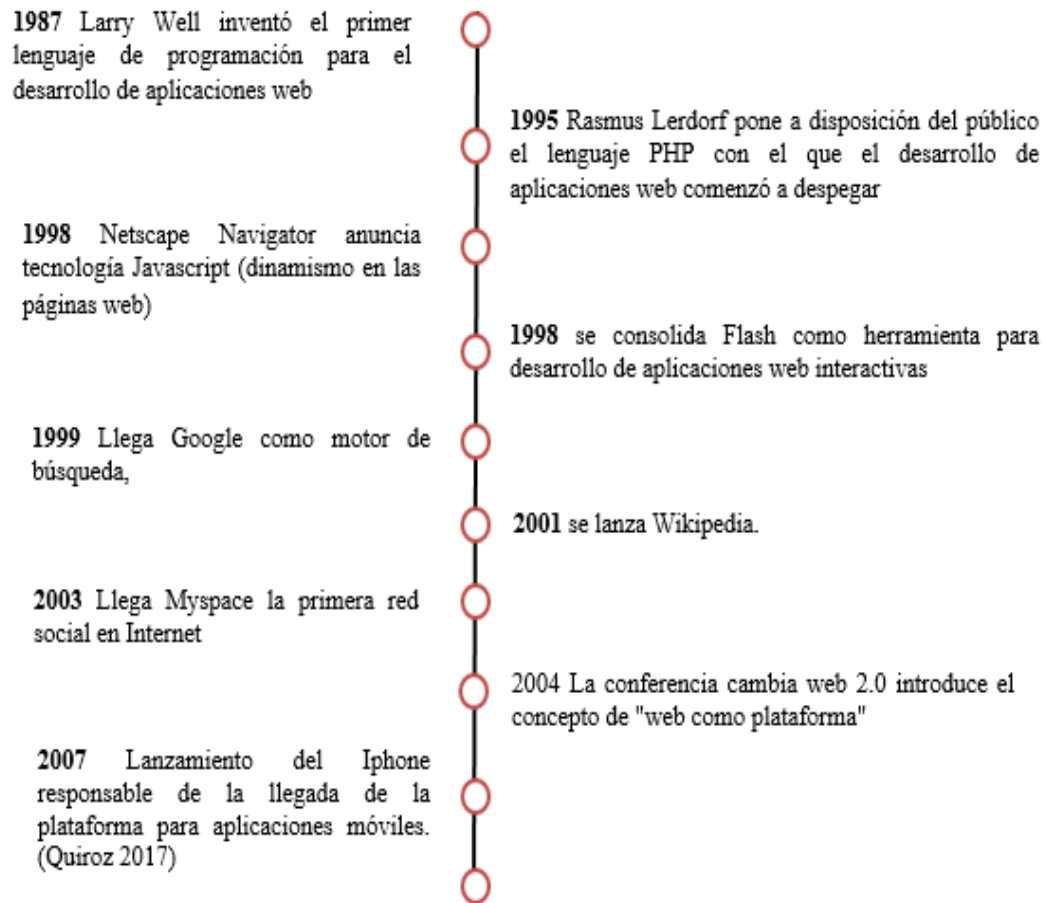 1987 Larry Well inventó el primer
lenguaje de programación para el
desarrollo de aplicaciones web
1995 Rasmus Lerdorf pone a disposición del público
el lenguaje PHP con el que el desarrollo de
aplicaciones web comenzó a despegar
1998 Netscape Navigator anuncia
tecnología Javascript (dinamismo en las
páginas web)
1998 se consolida Flash como herramienta para
desarrollo de aplicaciones web interactivas
1999 Llega Google como motor de
búsqueda,
2001 se lanza Wikipedia.
2003 Llega Myspace la primera red
social en Internet
2004 La conferencia cambia web 2.0 introduce el
concepto de "web como plataforma"
2007 Lanzamiento del Iphone
responsable de la llegada de la
plataforma para aplicaciones móviles.
(Quiroz 2017)